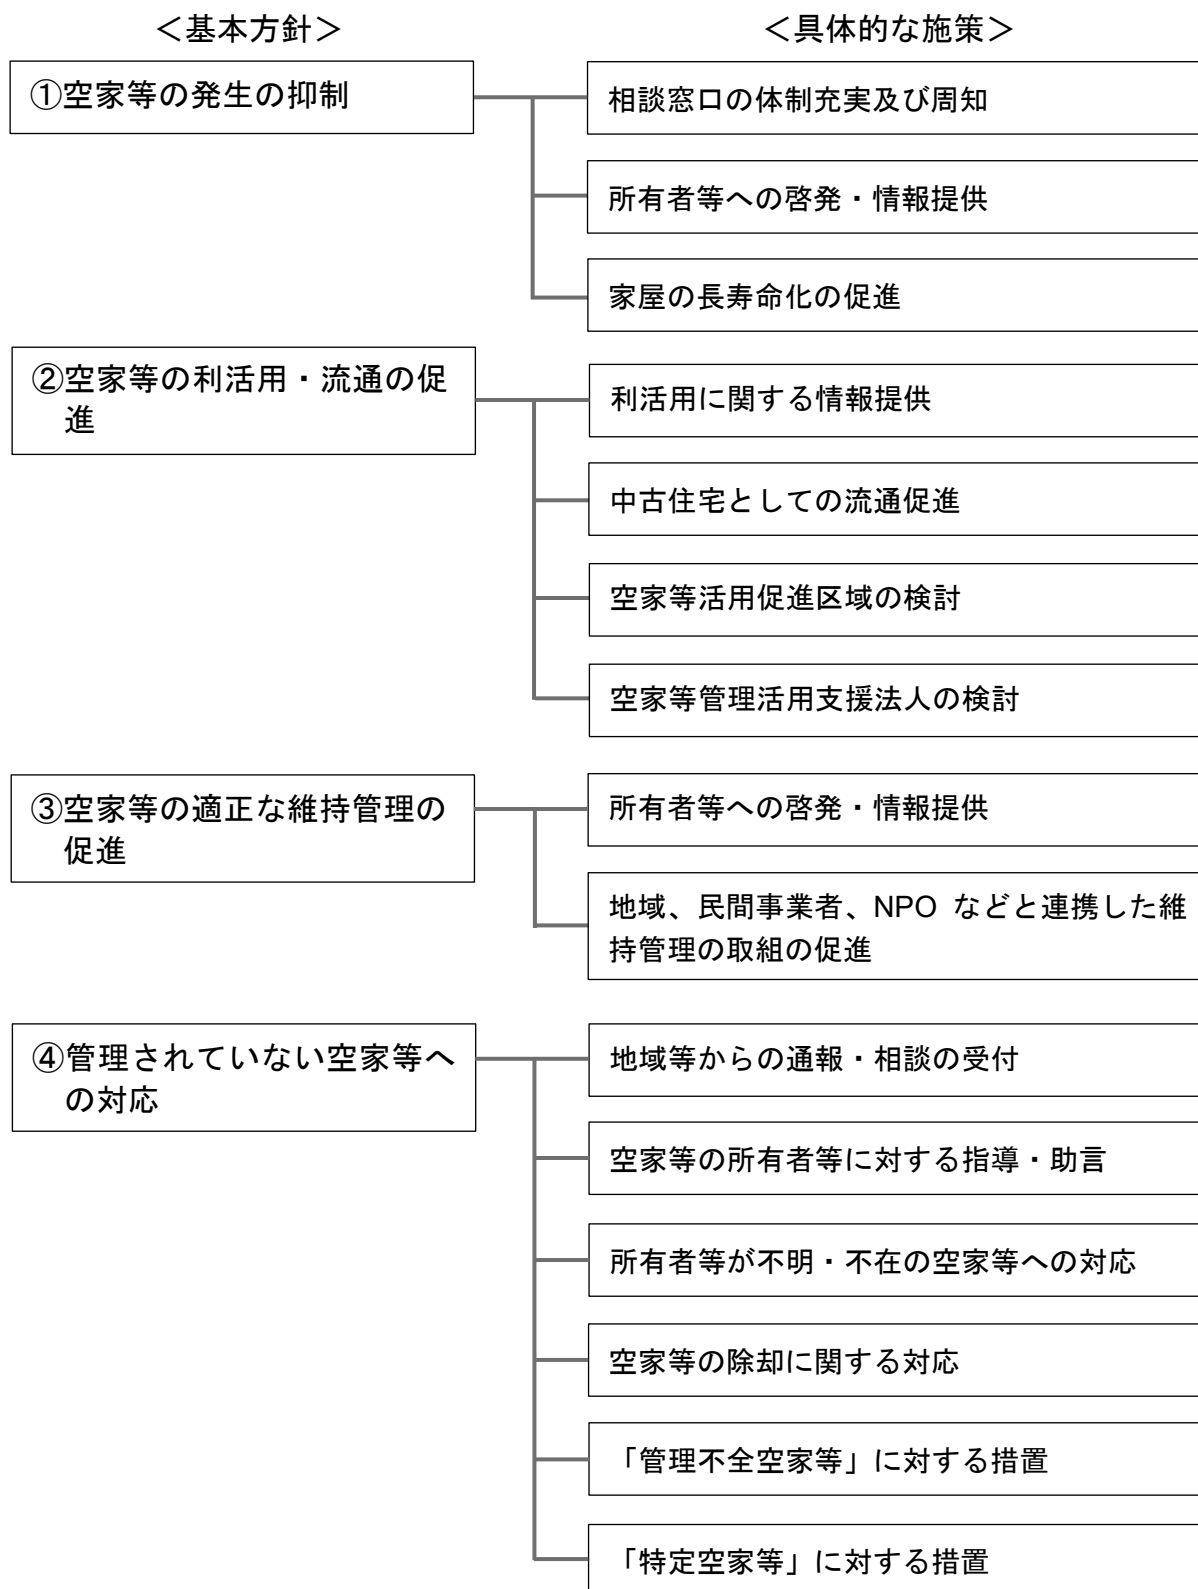 ＜基本方針＞
＜具体的な施策＞
①空家等の発生の抑制
相談窓口の体制充実及び周知
所有者等への啓発・情報提供
家屋の長寿命化の促進
②空家等の利活用・流通の促
進
利活用に関する情報提供
中古住宅としての流通促進
空家等活用促進区域の検討
空家等管理活用支援法人の検討
③空家等の適正な維持管理の
促進
所有者等への啓発・情報提供
地域、民間事業者、NPO などと連携した維
持管理の取組の促進
④管理されていない空家等へ
の対応
地域等からの通報・相談の受付
空家等の所有者等に対する指導・助言
所有者等が不明・不在の空家等への対応
空家等の除却に関する対応
「管理不全空家等」に対する措置
「特定空家等」に対する措置